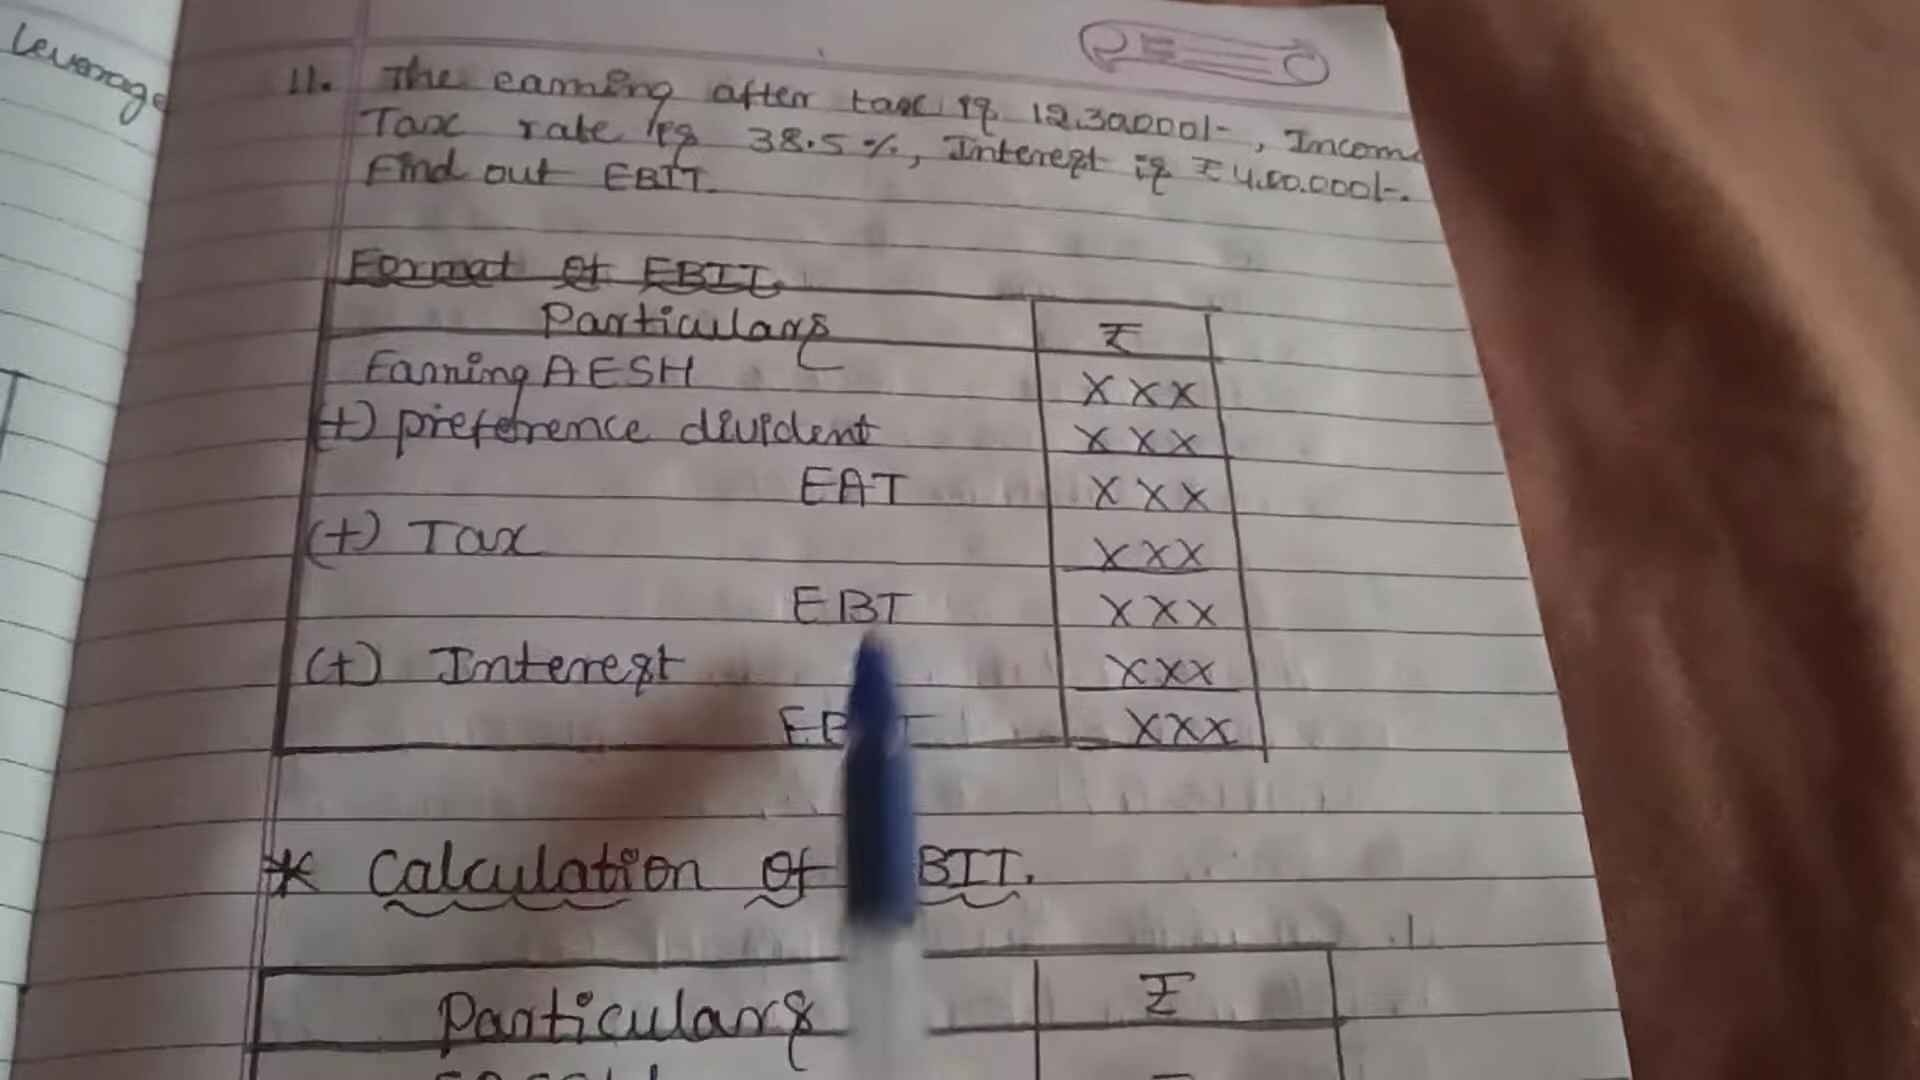 Leverage
11. The earning after tax is 12,30,000/-, Income
Tax rate is 38.5%, Interest is ₹ 4,00,000/-.
Find out EBIT.
Format of EBIT
Particulars ₹
Earning AESH XXX
(+) preference divident XXX
EAT XXX
(+) Tax XXX
EBT XXX
(+) Interest XXX
XXX
* Calculation of BIT.
Particulars ₹